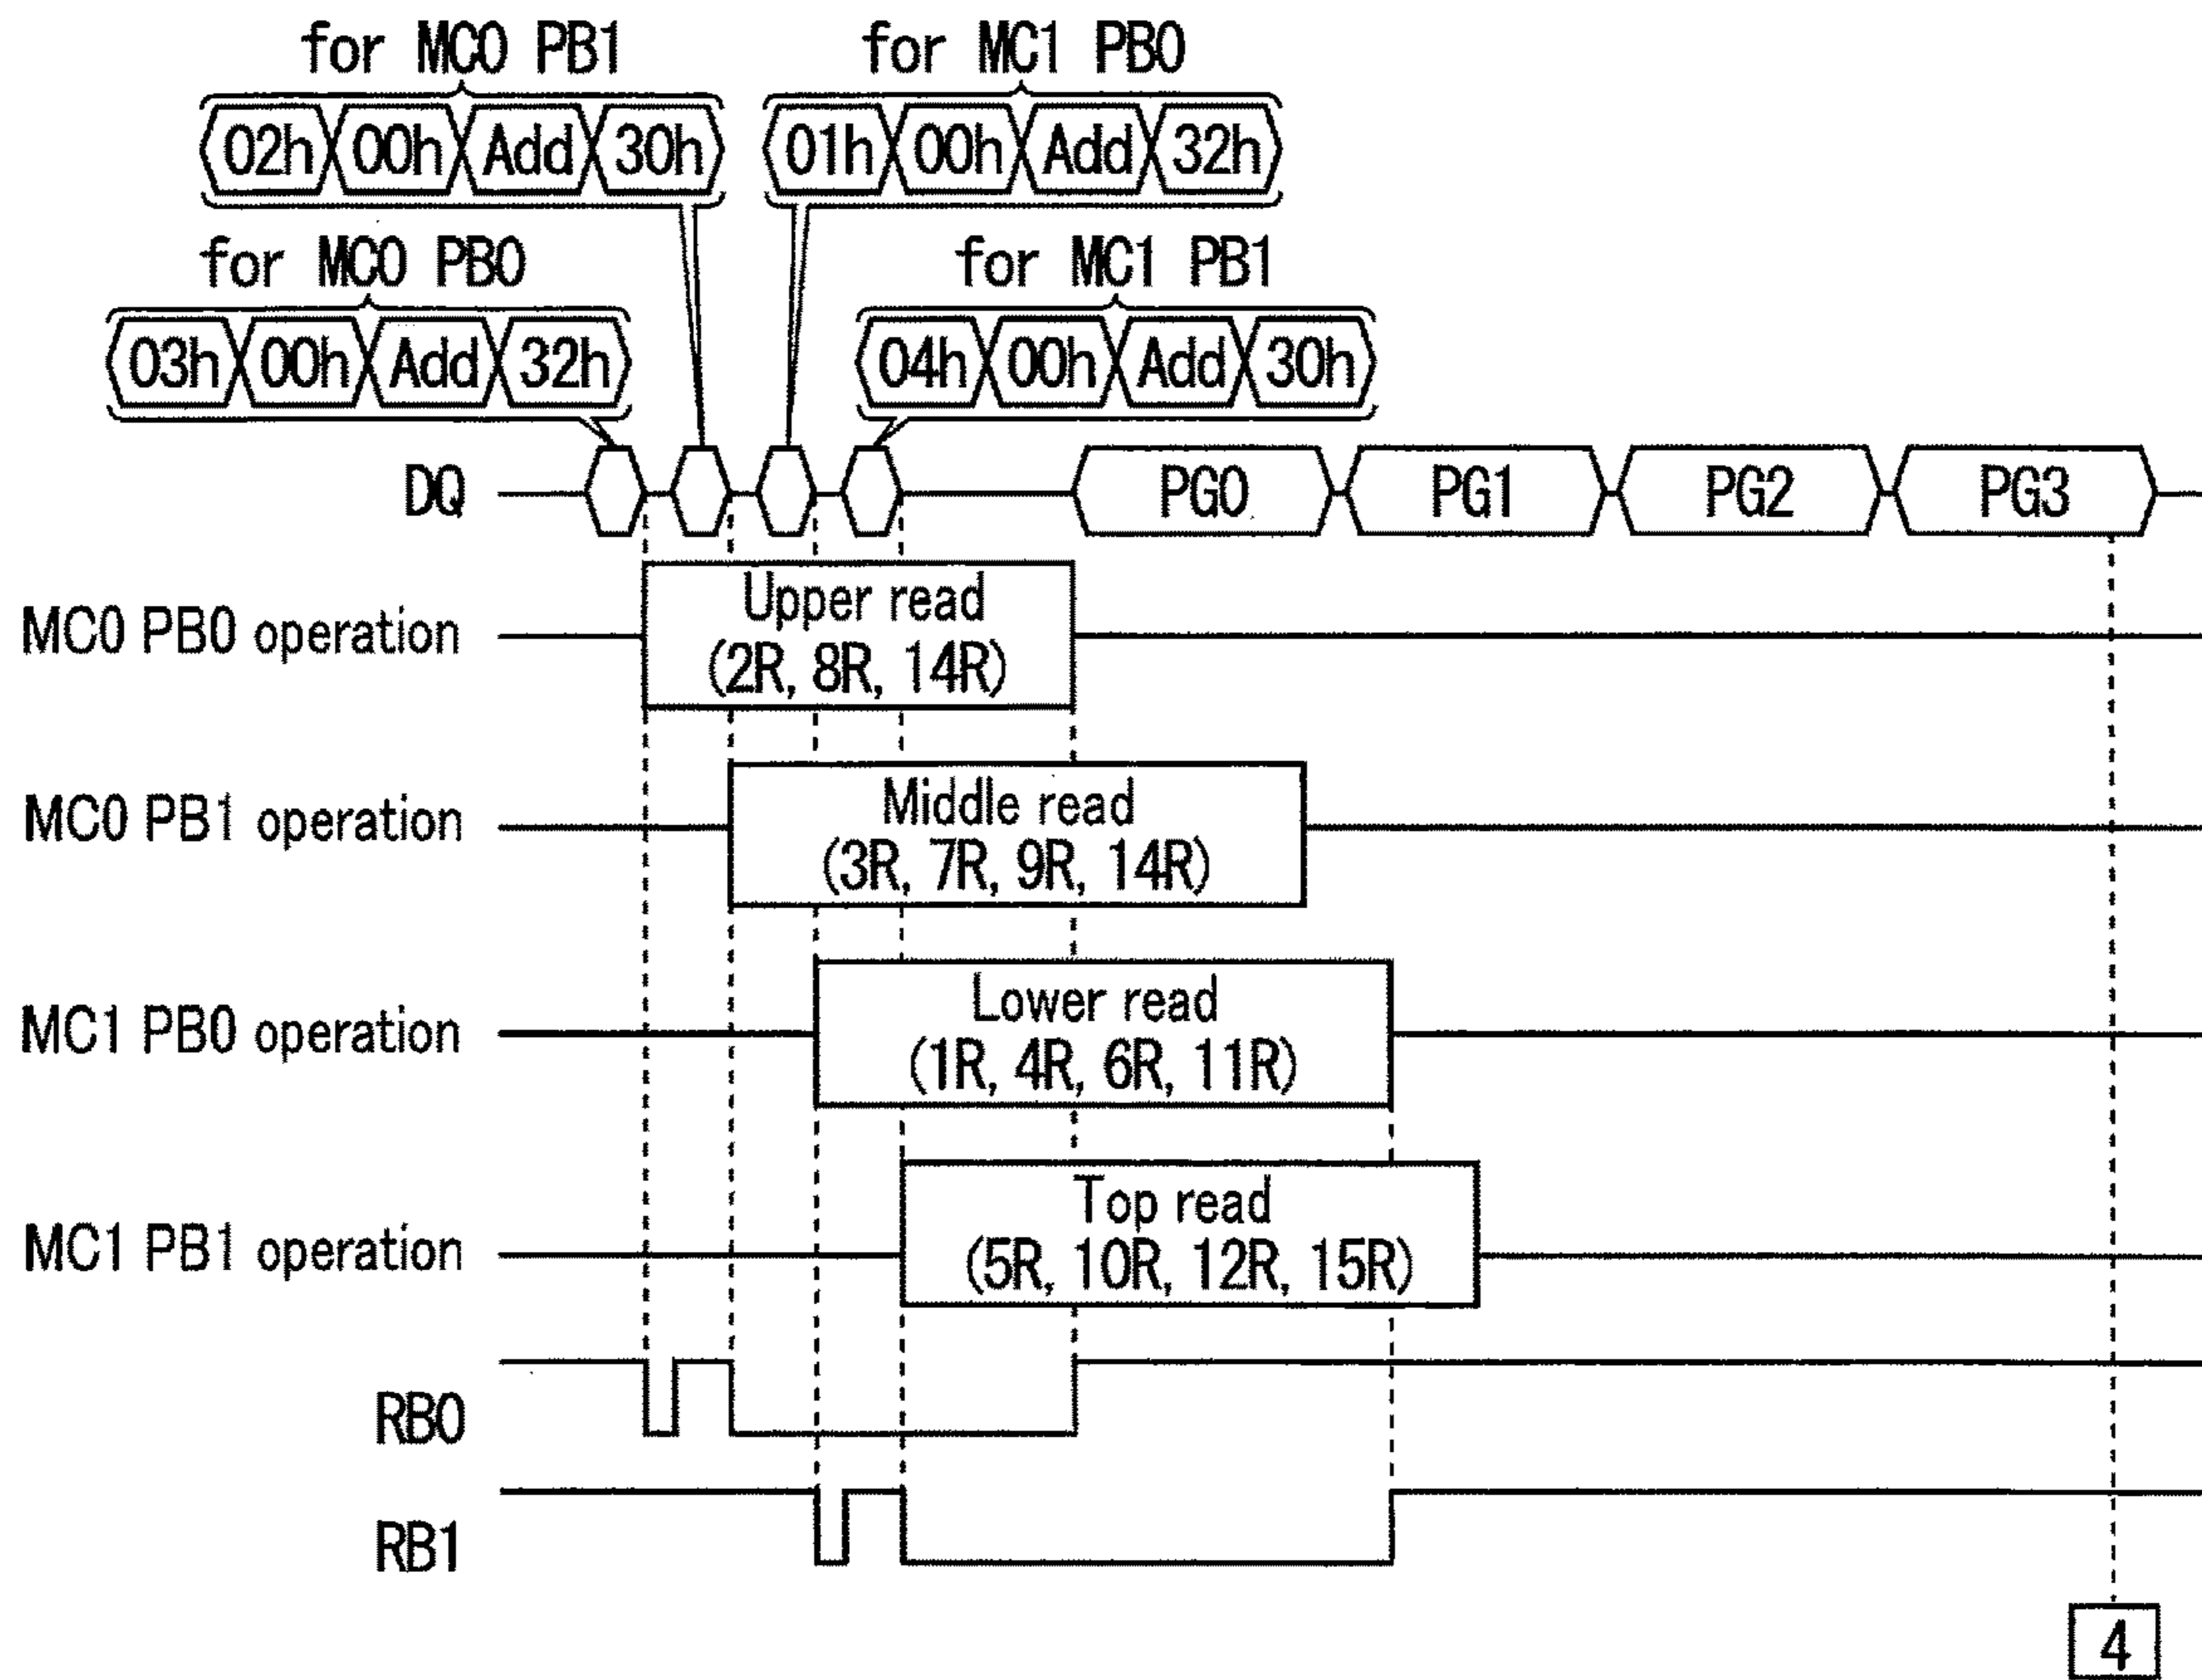 for MC0 PB1
for MC1 PB0
02h 00h Add 30h
01h 00h Add 32h
for MC0 PB0
for MC1 PB1
03h 00h Add 32h
04h 00h Add 30h
DQ PG0 PG1 PG2 PG3
Upper read
MC0 PB0 operation
(2R, 8R, 14R)
Middle read
MC0 PB1 operation
(3R, 7R, 9R, 14R)
Lower read
MC1 PB0 operation
(1R, 4R, 6R, 11R)
Top read
MC1 PB1 operation
(5R, 10R, 12R, 15R)
RB0
RB1
4